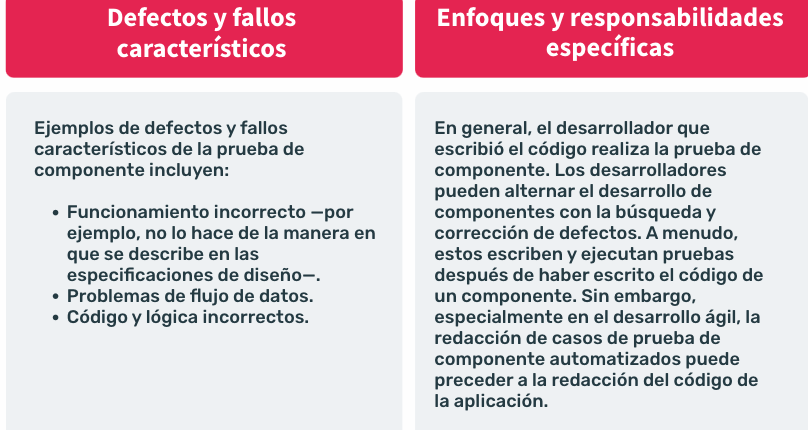 Defectos y fallos
característicos
Ejemplos de defectos y fallos
característicos de la prueba de
componente incluyen:
• Funcionamiento incorrecto —por
ejemplo, no lo hace de la manera en
que se describe en las
especificaciones de diseño—.
• Problemas de flujo de datos.
• Código y lógica incorrectos.
Enfoques y responsabilidades
específicas
En general, el desarrollador que
escribió el código realiza la prueba de
componente. Los desarrolladores
pueden alternar el desarrollo de
componentes con la búsqueda y
corrección de defectos. A menudo,
estos escriben y ejecutan pruebas
después de haber escrito el código de
un componente. Sin embargo,
especialmente en el desarrollo ágil, la
redacción de casos de prueba de
componente automatizados puede
preceder a la redacción del código de
la aplicación.